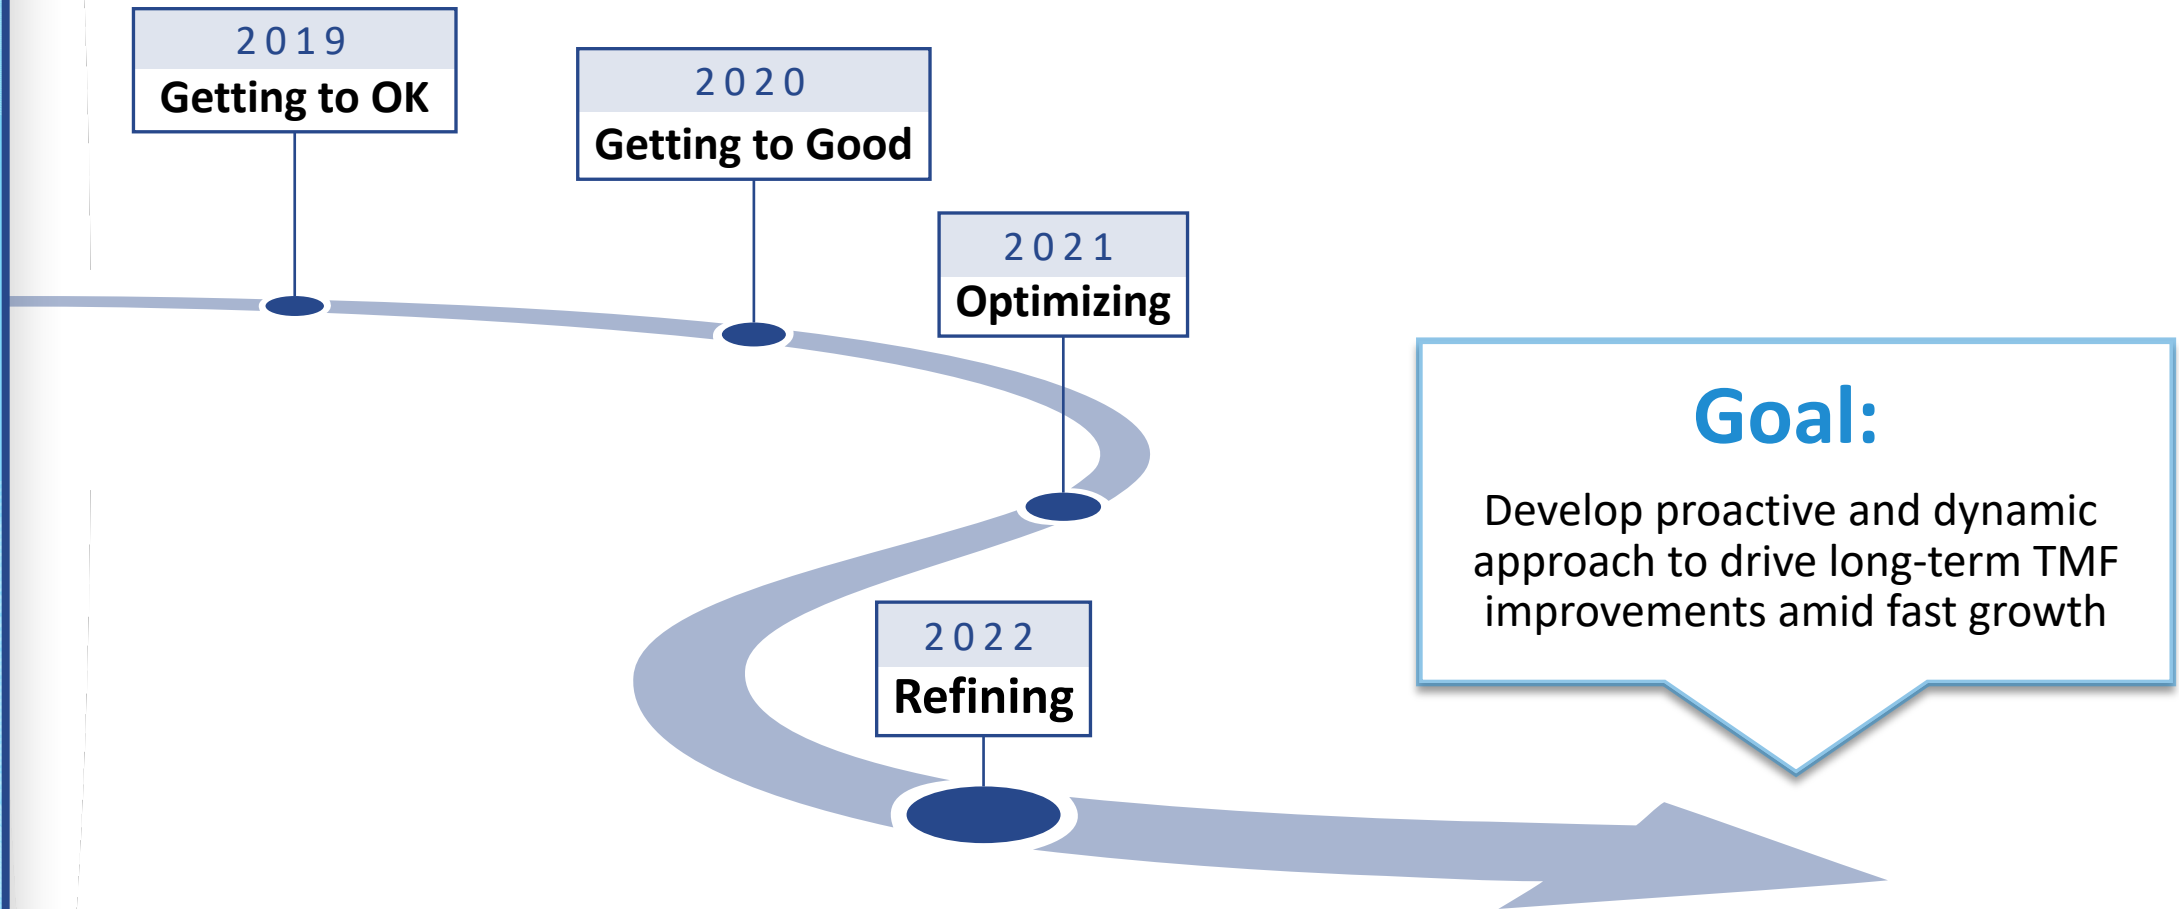 2019
Getting to OK
2020
Getting to Good
2021
Optimizing
2022
Refining
Goal:
Develop proactive and dynamic
approach to drive long-term TMF
improvements amid fast growth